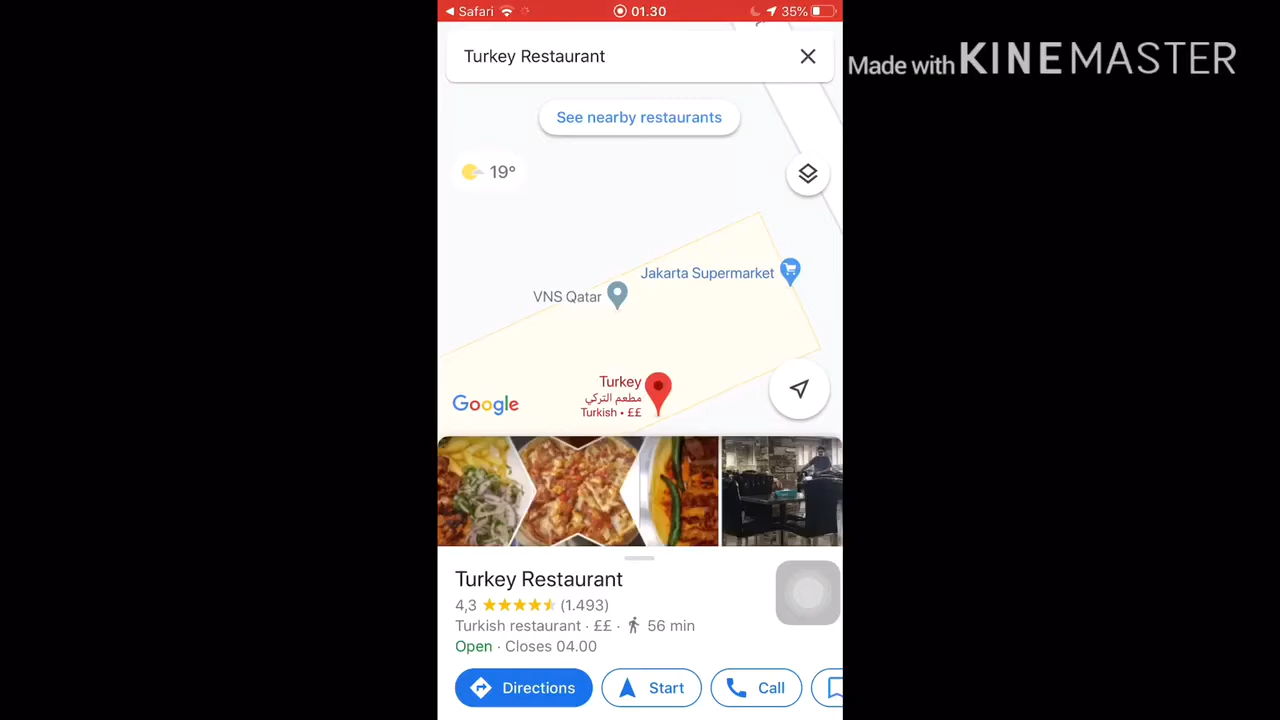 Safari
01.30
35%
Made with KINEMASTER
Turkey Restaurant
See nearby restaurants
19°
Jakarta Supermarket
VNS Qatar
Turkey
مطعم التركي
Turkish • ££
Google
Turkey Restaurant
4,3 (1.493)
Turkish restaurant · ££ · 56 min
Open · Closes 04.00
Directions
Start
Call